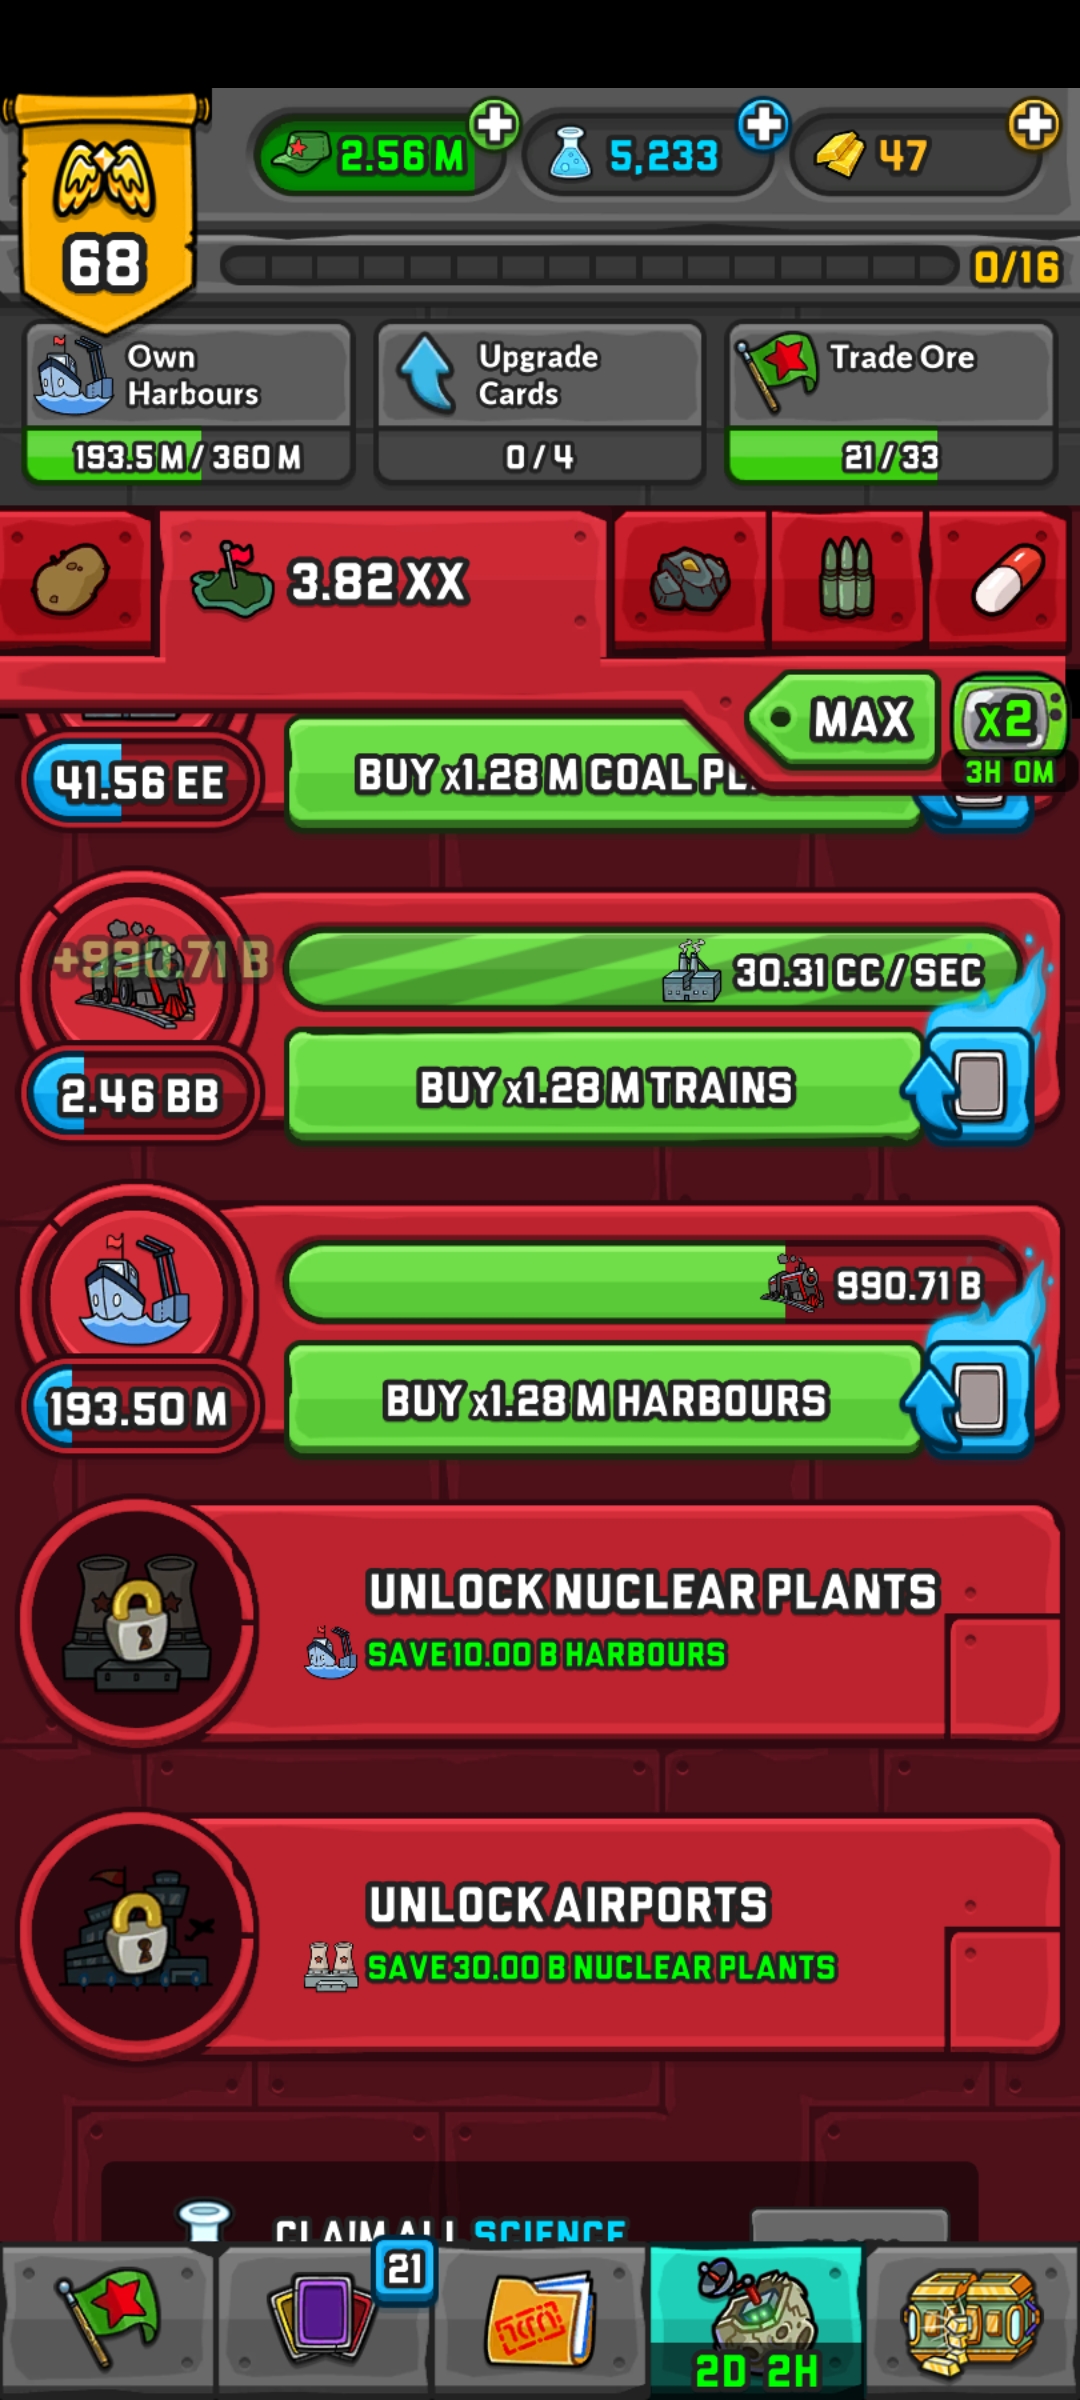 2.56 M
5,233
47
68
0/16
Own
Harbours
193.5 M / 360 M
Upgrade
Cards
0 / 4
Trade Ore
21 / 33
3.82 XX
MAX
x2
3H 0M
41.56 EE
BUY x1.28 M COAL PL
+990.71 B
30.31 CC / SEC
2.46 BB
BUY x1.28 M TRAINS
990.71 B
193.50 M
BUY x1.28 M HARBOURS
UNLOCK NUCLEAR PLANTS
SAVE 10.00 B HARBOURS
UNLOCK AIRPORTS
SAVE 30.00 B NUCLEAR PLANTS
CLAIM ALL SCIENCE
21
2D 2H